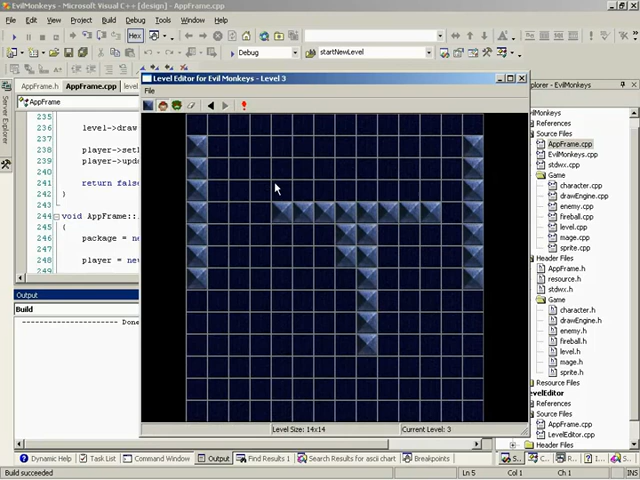 EvilMonkeys - Microsoft Visual C++ [design] - AppFrame.cpp
File Edit View Project Build Debug Tools Window Help
Hex
Debug
startNewLevel
AppFrame.h AppFrame.cpp level
AppFrame
Server Explorer
235
236 level->draw
237
238 player->set
239 player->upd
240
241 return false
242 }
243
244 void AppFrame::
245 {
246 package = ne
247
248 player = new
249
Output
Build
Done
Level Editor for Evil Monkeys - Level 3
File
Level Size: 14x14
Current Level: 3
Explorer - EvilMonkeys
Monkeys
References
Source Files
AppFrame.cpp
EvilMonkeys.cpp
stdwx.cpp
Game
character.cpp
drawEngine.cpp
enemy.cpp
fireball.cpp
level.cpp
mage.cpp
sprite.cpp
Header Files
AppFrame.h
resource.h
stdwx.h
Game
character.h
drawEngine.h
enemy.h
fireball.h
level.h
mage.h
sprite.h
Resource Files
LevelEditor
References
Source Files
AppFrame.cpp
LevelEditor.cpp
Header Files
Dynamic Help Task List Command Window Output Find Results 1 Search Results for ascii chart Breakpoints
S... C... R... I...
Build succeeded
Ln 5 Col 1 Ch 1 INS